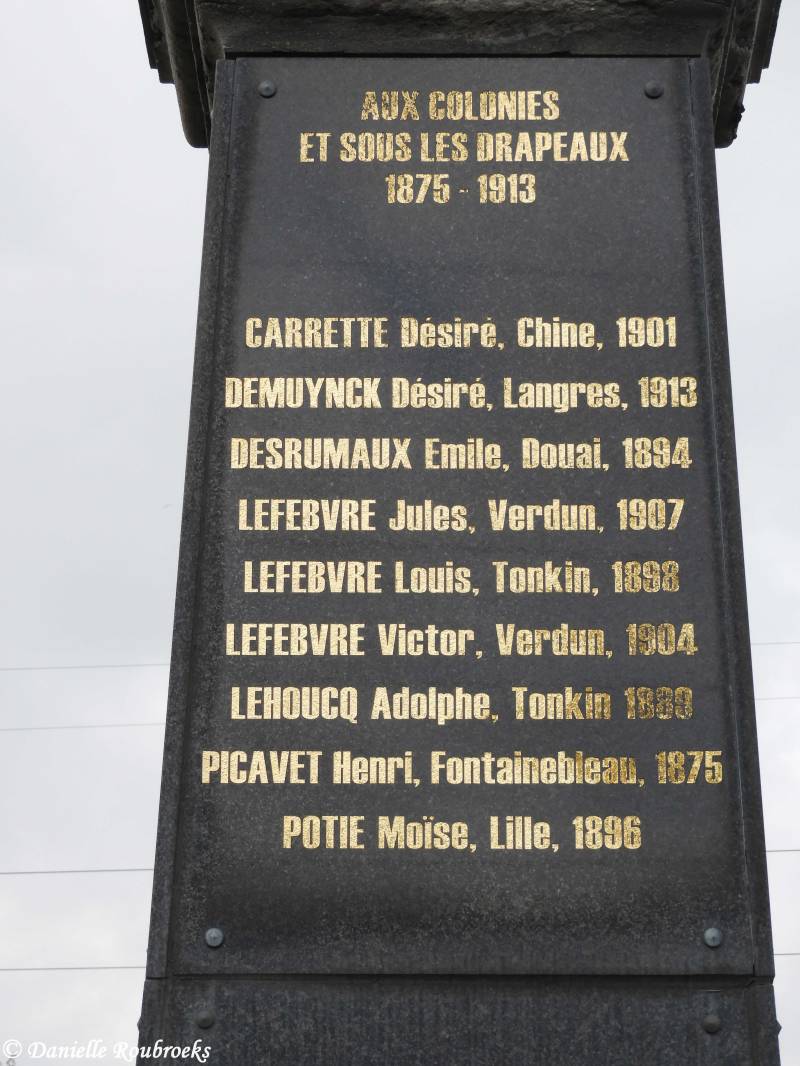 AUX COLONIES
ET SOUS LES DRAPEAUX
1875 - 1913
CARRETTE Désiré, Chine, 1901
DEMUYNCK Désiré, Langres, 1913
DESRUMAUX Emile, Douai, 1894
LEFEBVRE Jules, Verdun, 1907
LEFEBVRE Louis, Tonkin, 1898
LEFEBVRE Victor, Verdun, 1904
LEHOUCQ Adolphe, Tonkin 1889
PICAVET Henri, Fontainebleau, 1875
POTIE Moïse, Lille, 1896
© Danielle Roubroeks